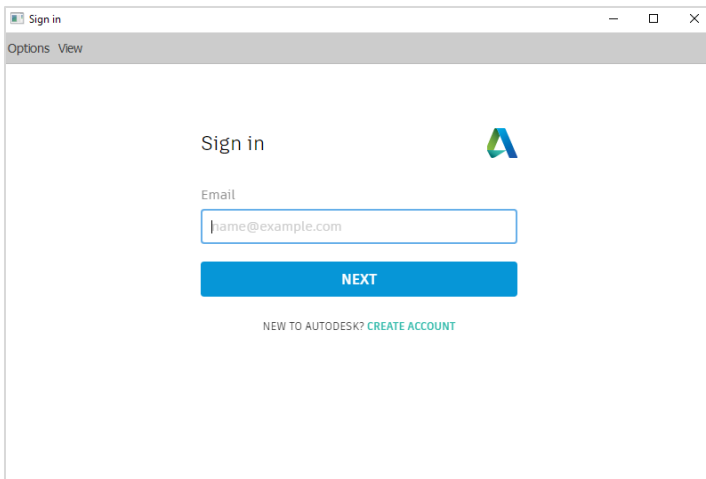 Sign in
Options View
Sign in
Email
name@example.com
NEXT
NEW TO AUTODESK? CREATE ACCOUNT